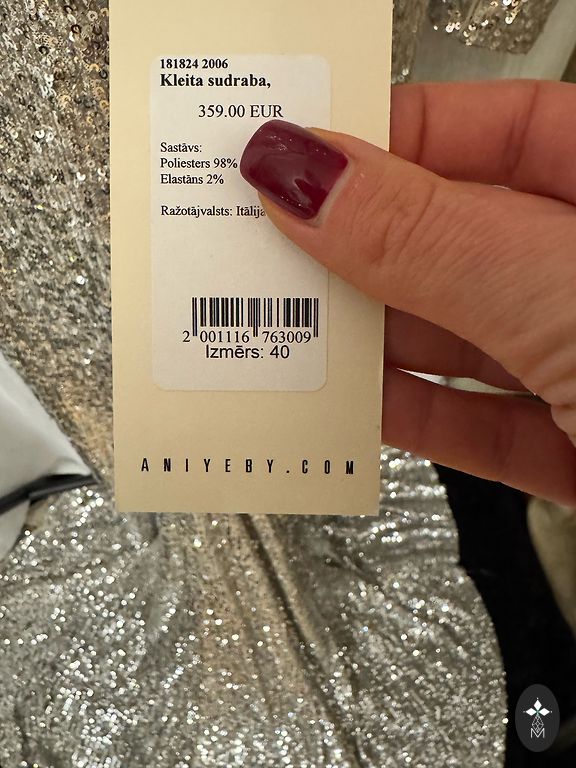 181824 2006
Kleita sudraba,
359.00 EUR
Sastāvs:
Poliesters 98%
Elastāns 2%
Ražotājvalsts: Itālija
2 001116 763009
Izmērs: 40
ANIYEBY.COM